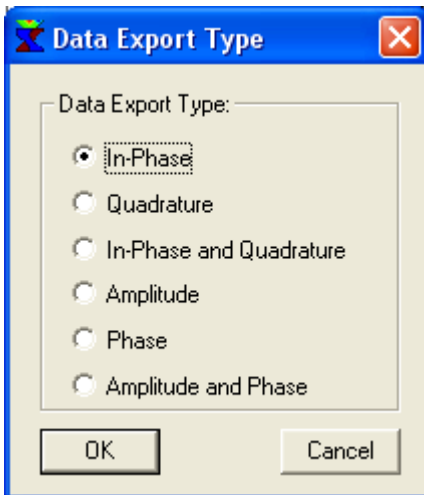 Data Export Type
Data Export Type:
In-Phase
Quadrature
In-Phase and Quadrature
Amplitude
Phase
Amplitude and Phase
OK
Cancel